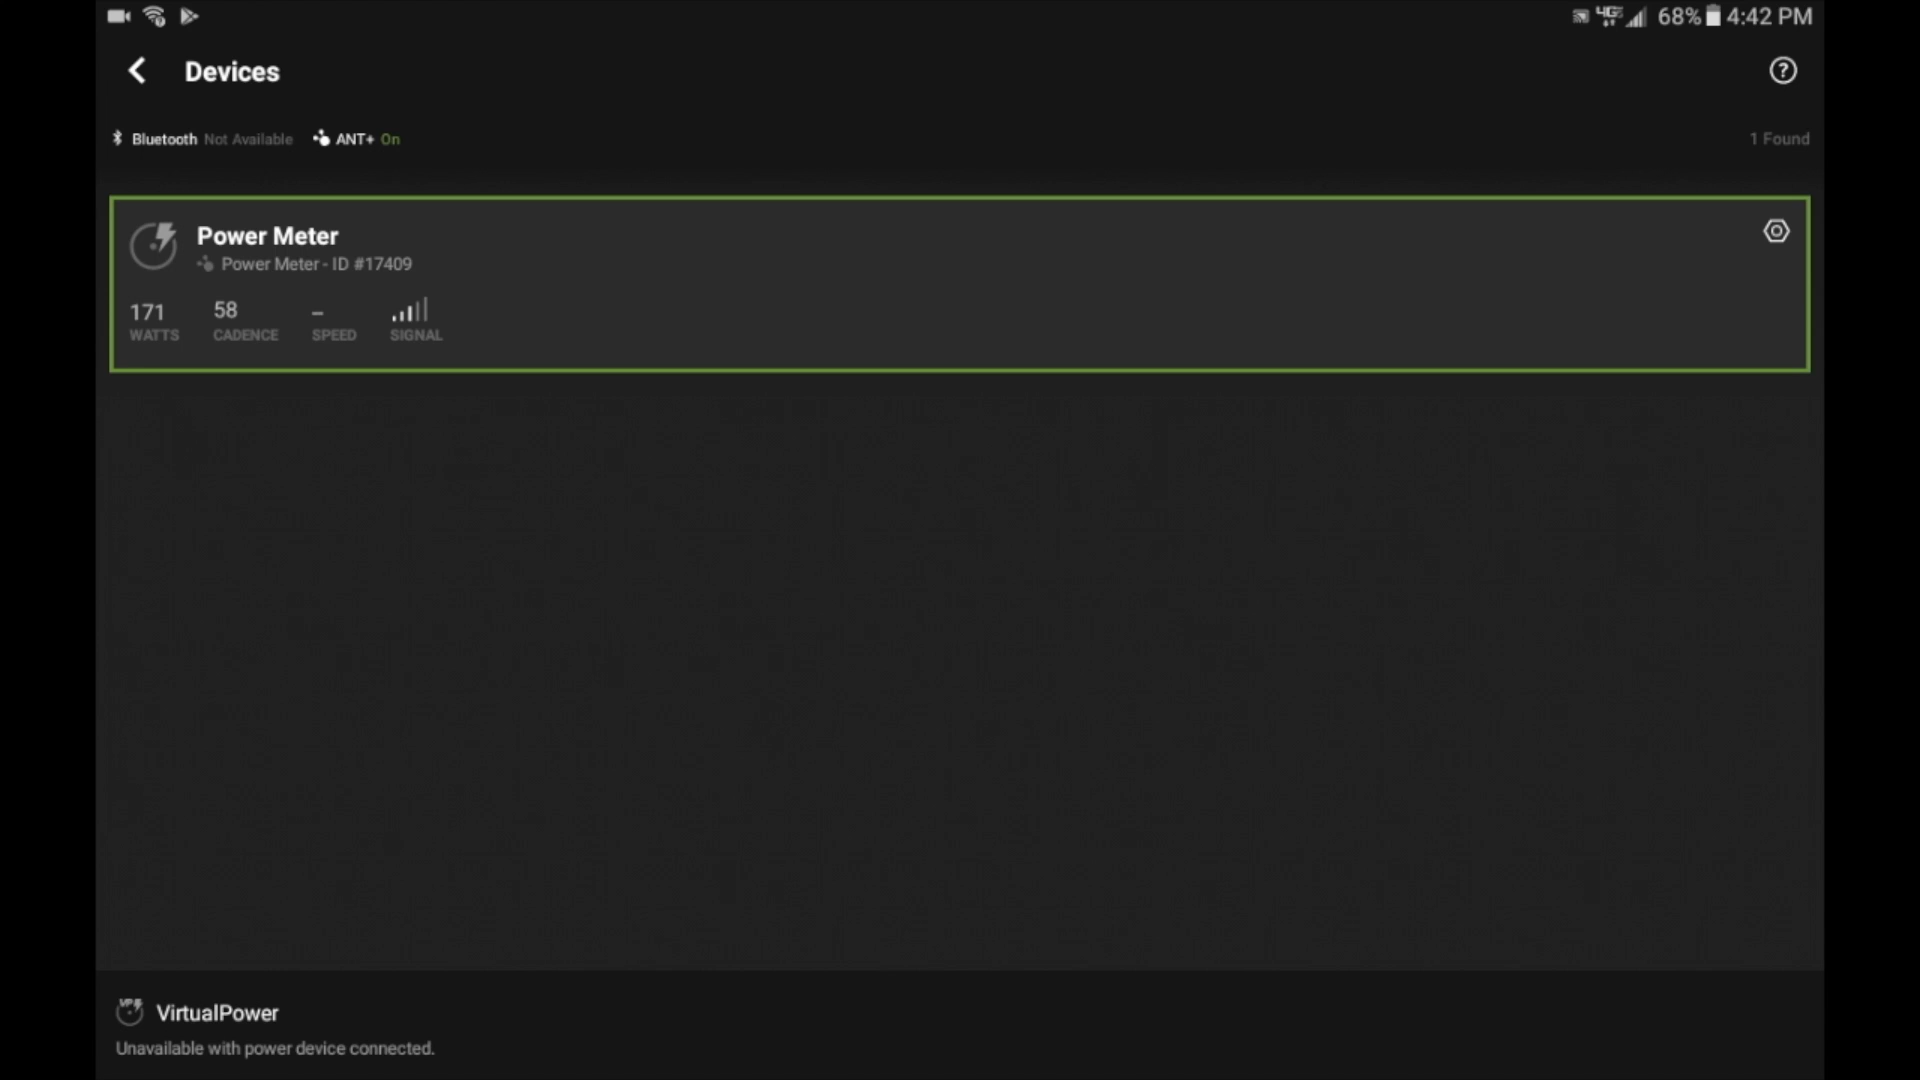 4G 68% 4:42 PM
Devices
Bluetooth Not Available ANT+ On 1 Found
Power Meter
Power Meter - ID #17409
171 58 – 
WATTS CADENCE SPEED SIGNAL
VirtualPower
Unavailable with power device connected.